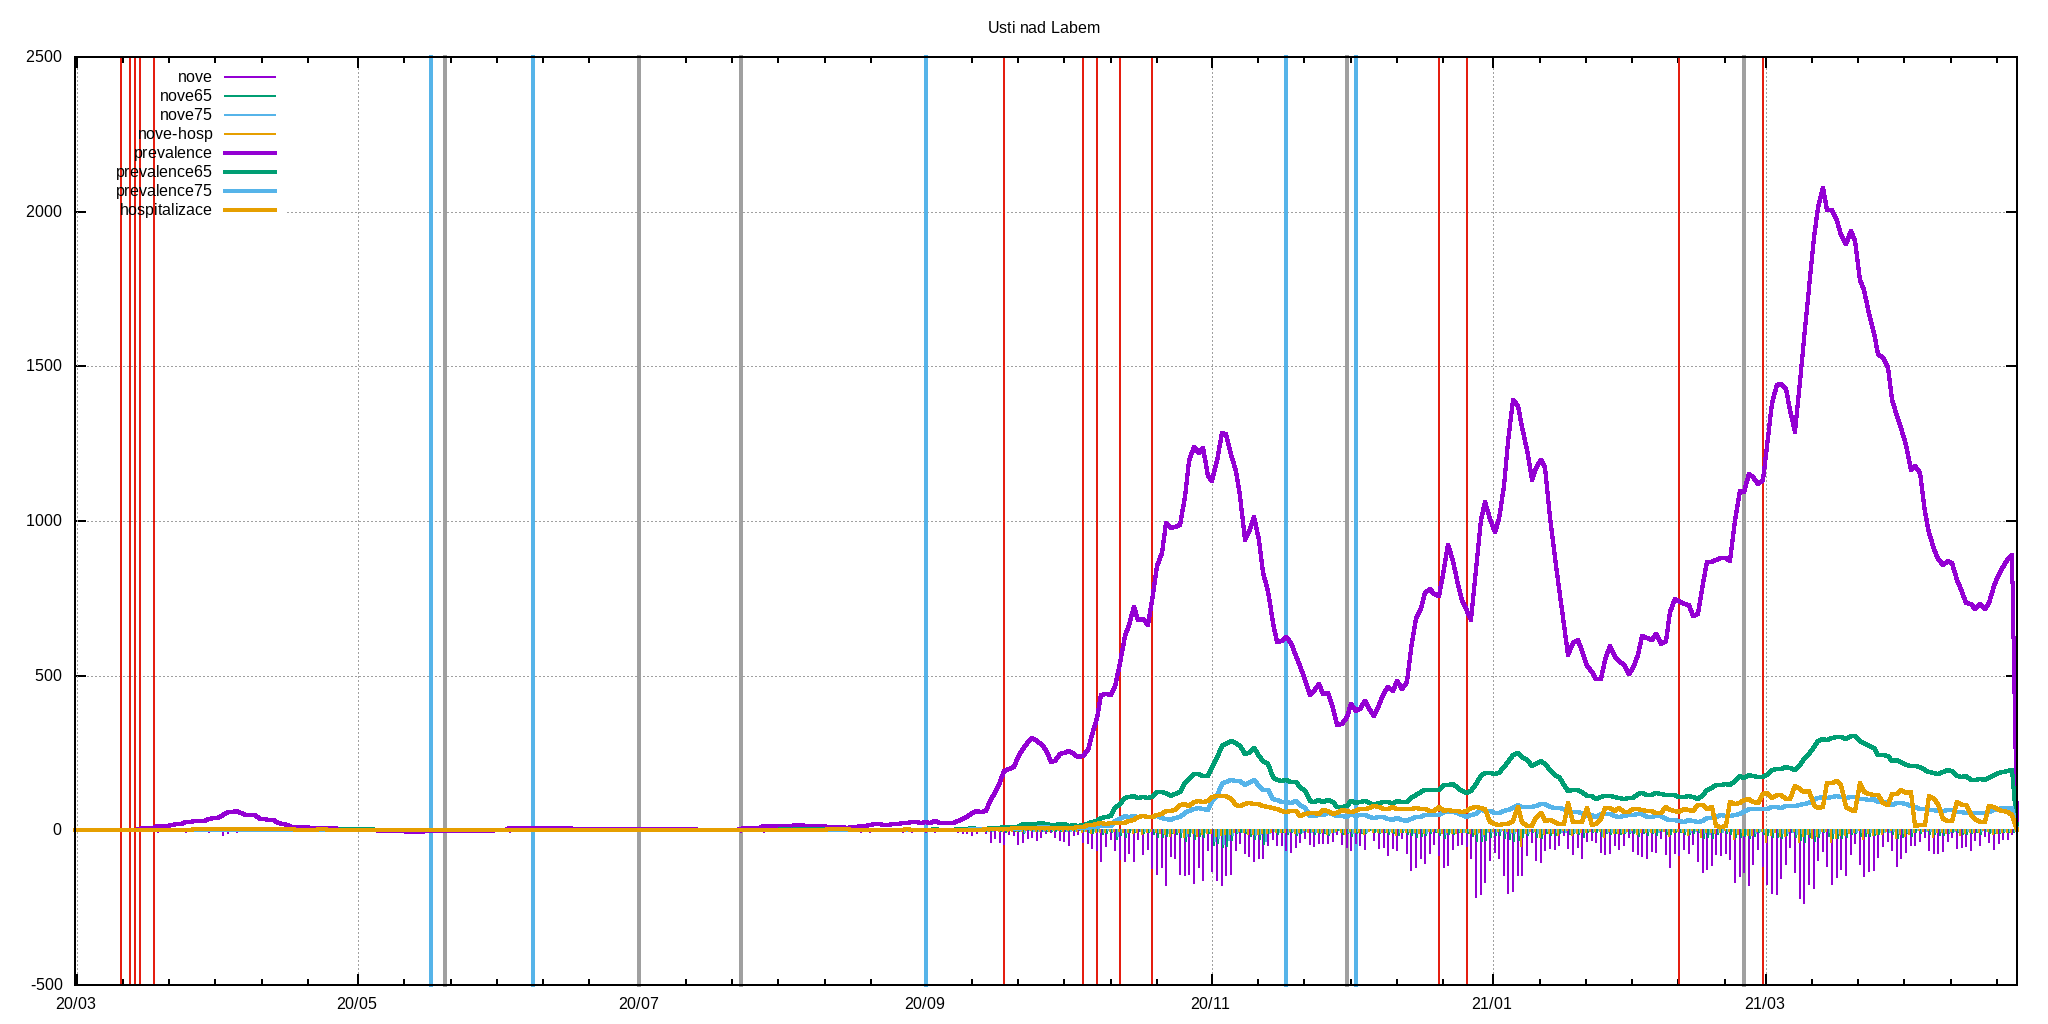 Usti nad Labem
2500
2000
1500
1000
500
0
-500
nove
nove65
nove75
nove-hosp
prevalence
prevalence65
prevalence75
hospitalizace
20/03 20/05 20/07 20/09 20/11 21/01 21/03